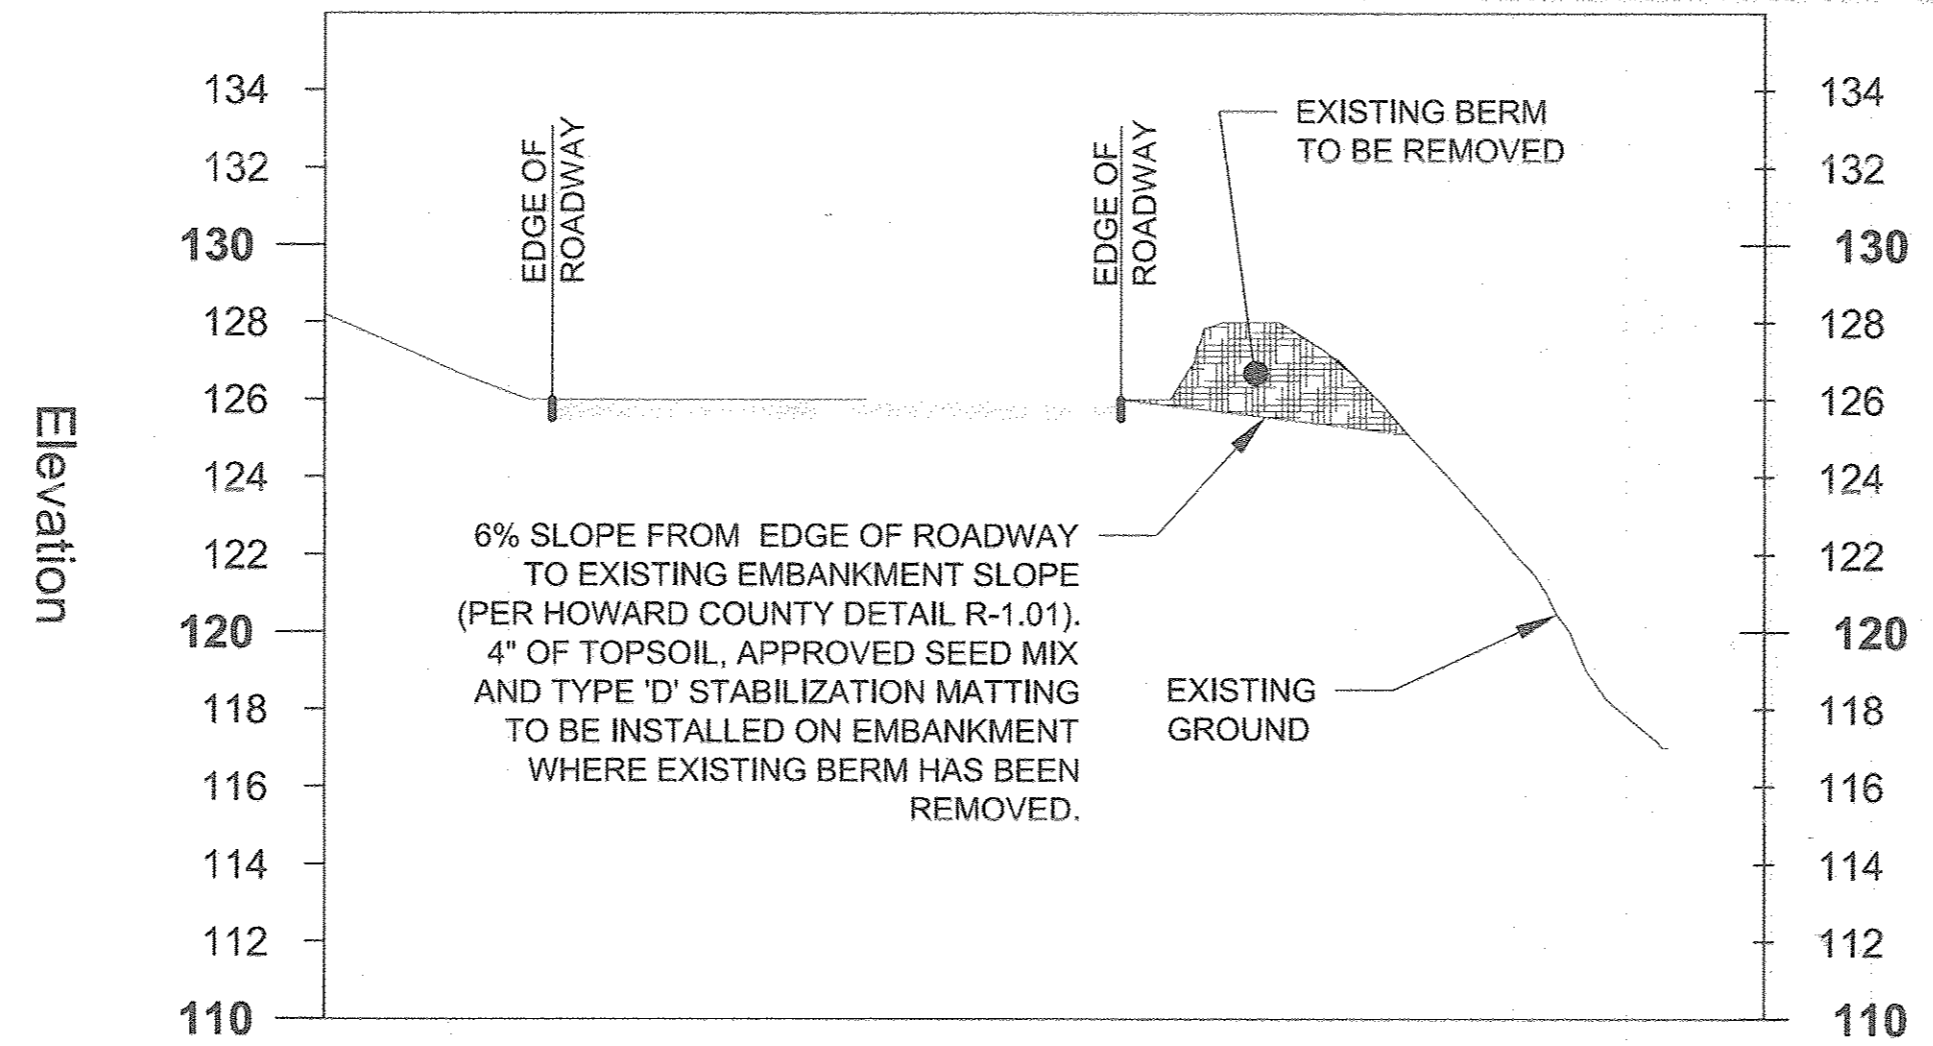 Elevation
134
132
130
128
126
124
122
120
118
116
114
112
110
EDGE OF
ROADWAY
EDGE OF
ROADWAY
EXISTING BERM
TO BE REMOVED
6% SLOPE FROM EDGE OF ROADWAY
TO EXISTING EMBANKMENT SLOPE
(PER HOWARD COUNTY DETAIL R-1.01).
4" OF TOPSOIL, APPROVED SEED MIX
AND TYPE 'D' STABILIZATION MATTING
TO BE INSTALLED ON EMBANKMENT
WHERE EXISTING BERM HAS BEEN
REMOVED.
EXISTING
GROUND
134
132
130
128
126
124
122
120
118
116
114
112
110